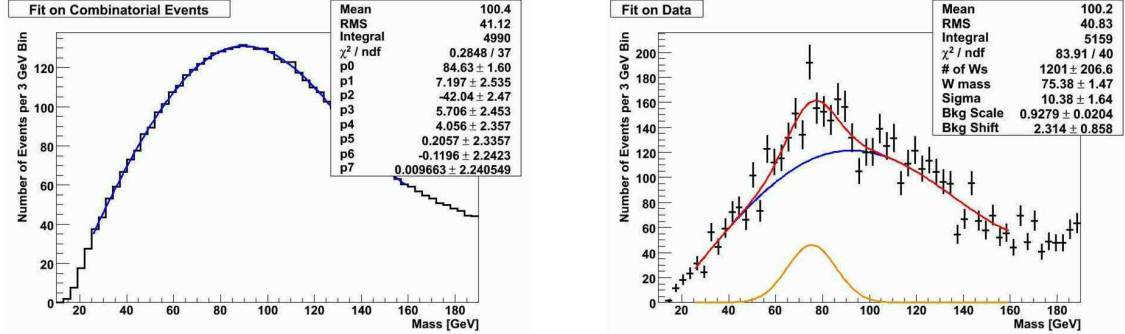 Fit on Combinatorial Events
Mean 100.4
RMS 41.12
Integral 4990
χ² / ndf 0.2848 / 37
p0 84.63 ± 1.60
p1 7.197 ± 2.535
p2 -42.04 ± 2.47
p3 5.706 ± 2.453
p4 4.056 ± 2.357
p5 0.2057 ± 2.3357
p6 -0.1196 ± 2.2423
p7 0.009663 ± 2.240549
Number of Events per 3 GeV Bin
120
100
80
60
40
20
0
20 40 60 80 100 120 140 160 180
Mass [GeV]
Fit on Data
Mean 100.2
RMS 40.83
Integral 5159
χ² / ndf 83.91 / 40
# of Ws 1201 ± 206.6
W mass 75.38 ± 1.47
Sigma 10.38 ± 1.64
Bkg Scale 0.9279 ± 0.0204
Bkg Shift 2.314 ± 0.858
Number of Events per 3 GeV Bin
200
180
160
140
120
100
80
60
40
20
0
20 40 60 80 100 120 140 160 180
Mass [GeV]